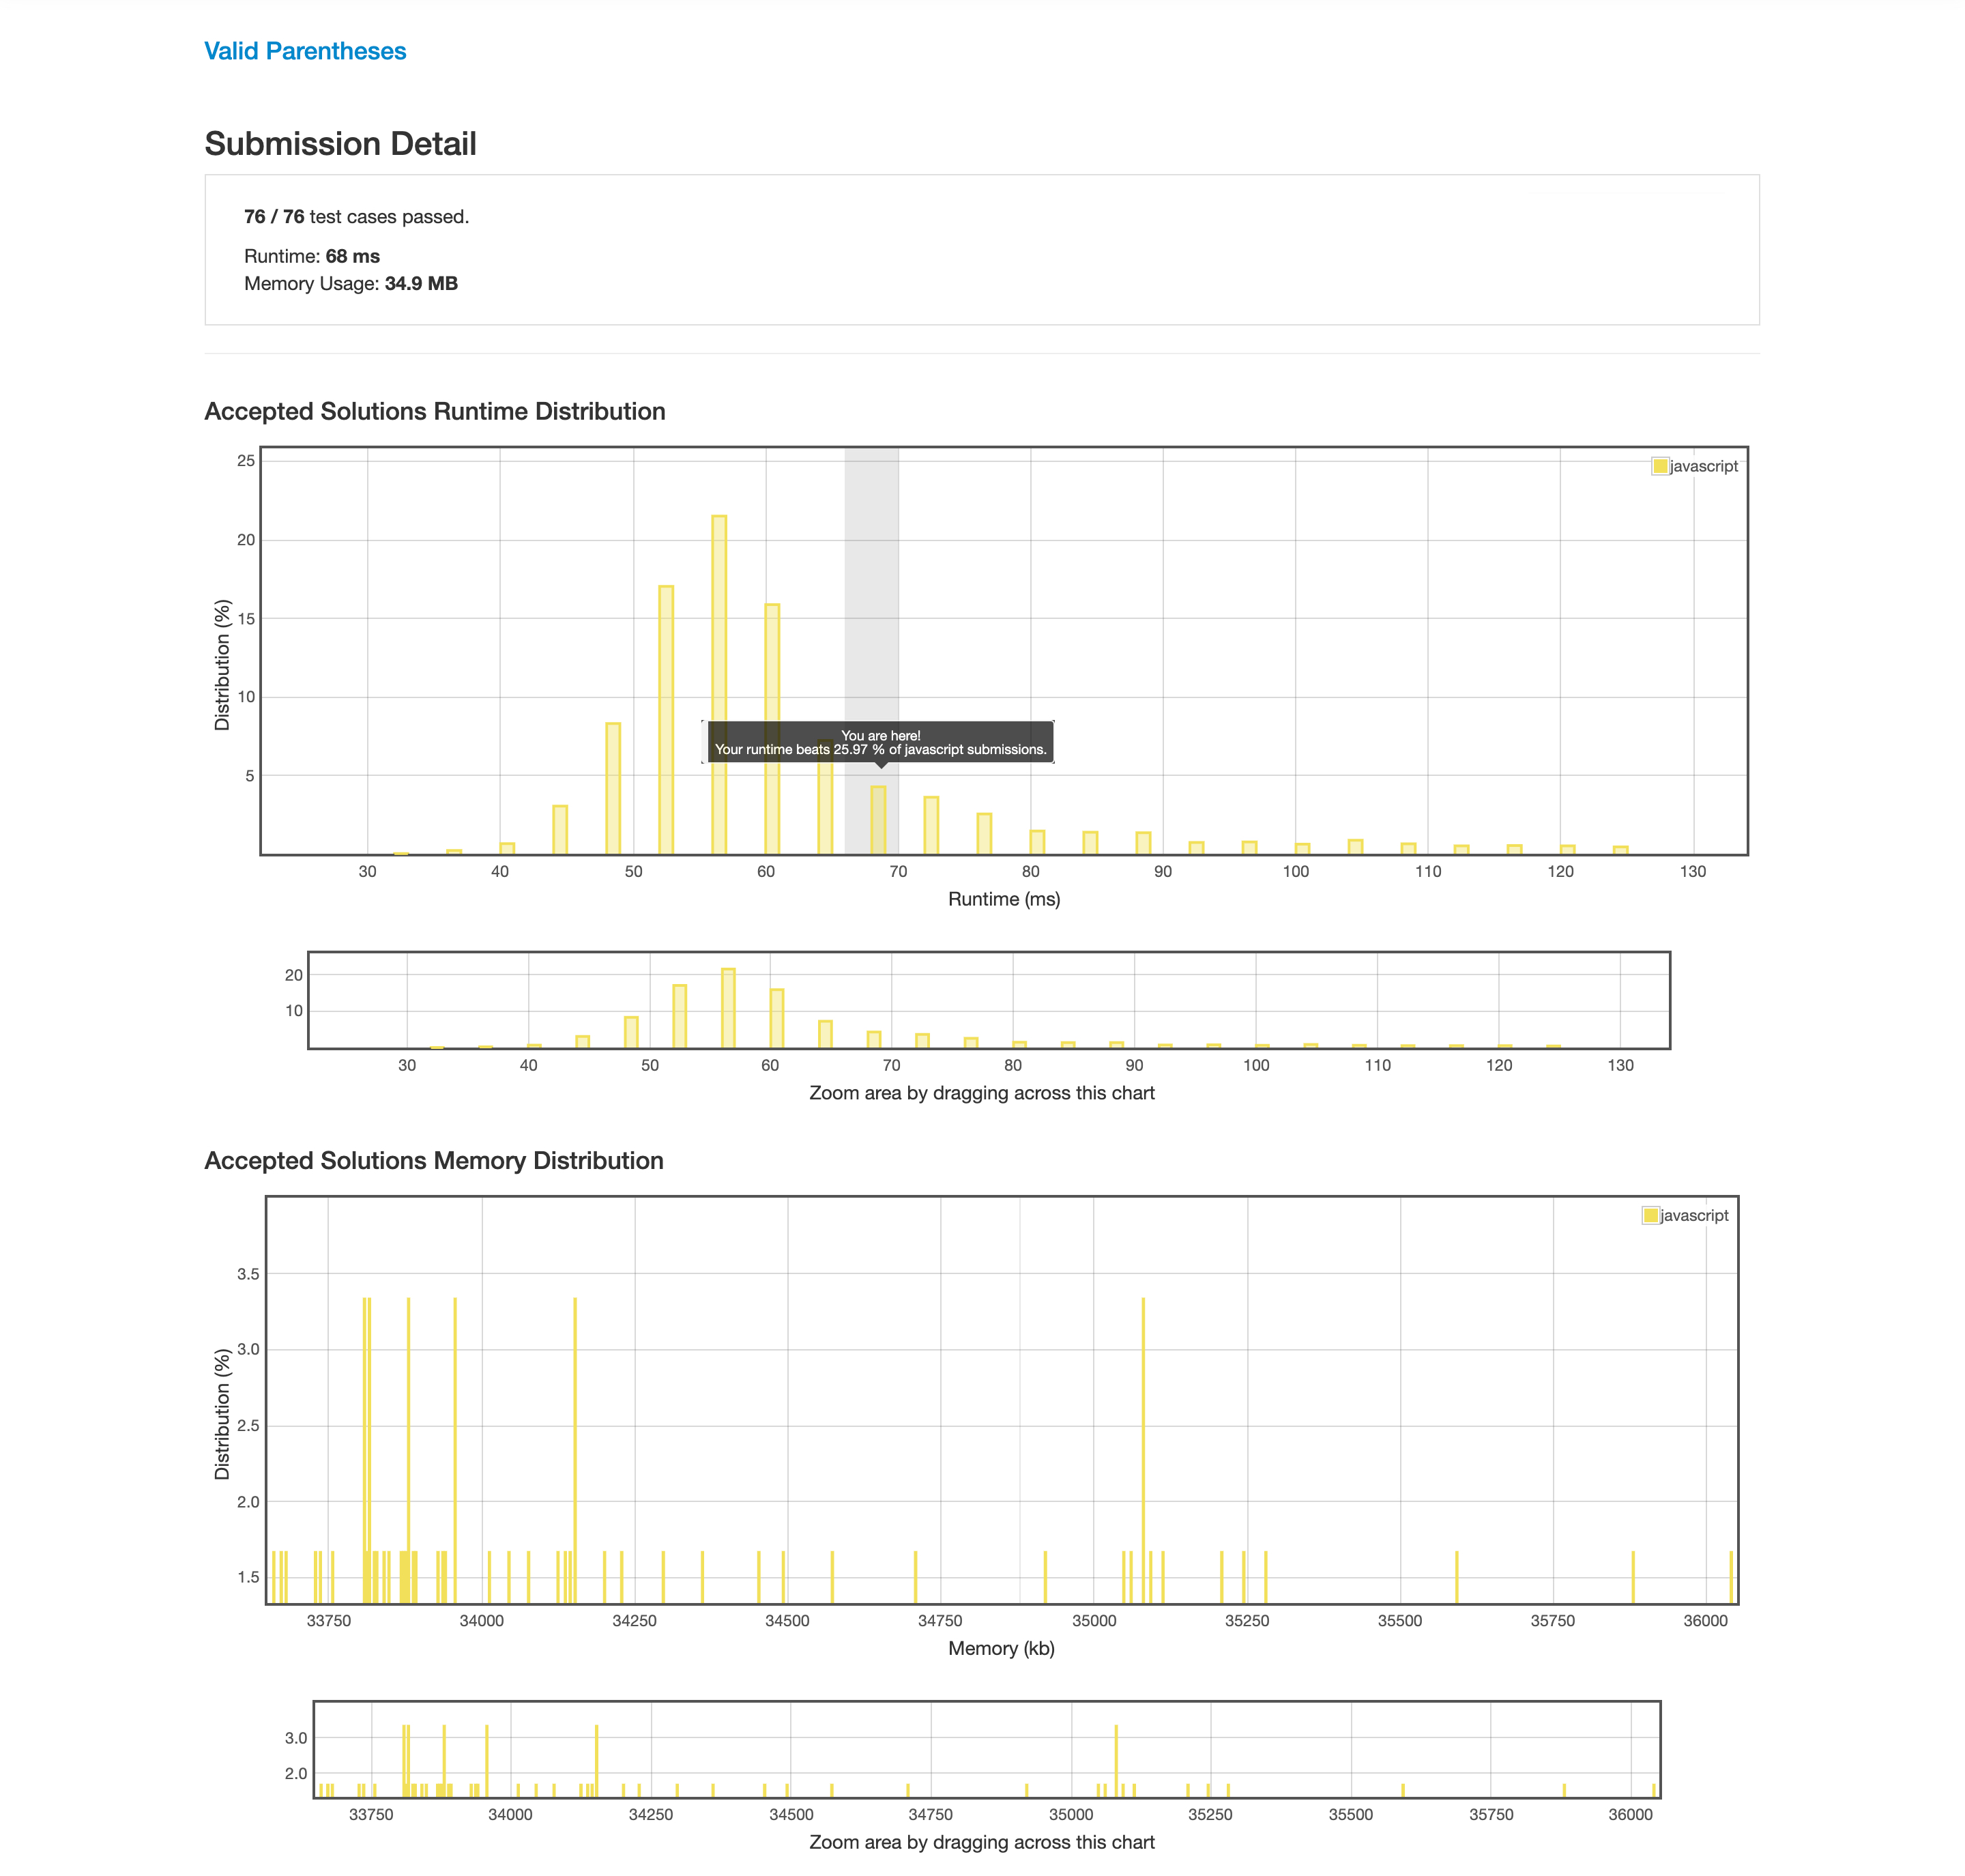 Valid Parentheses
Submission Detail
76 / 76 test cases passed.
Runtime: 68 ms
Memory Usage: 34.9 MB
Accepted Solutions Runtime Distribution
javascript
25
20
15
10
5
Distribution (%)
You are here!
Your runtime beats 25.97 % of javascript submissions.
30 40 50 60 70 80 90 100 110 120 130
Runtime (ms)
20
10
30 40 50 60 70 80 90 100 110 120 130
Zoom area by dragging across this chart
Accepted Solutions Memory Distribution
javascript
3.5
3.0
2.5
2.0
1.5
Distribution (%)
33750 34000 34250 34500 34750 35000 35250 35500 35750 36000
Memory (kb)
3.0
2.0
33750 34000 34250 34500 34750 35000 35250 35500 35750 36000
Zoom area by dragging across this chart